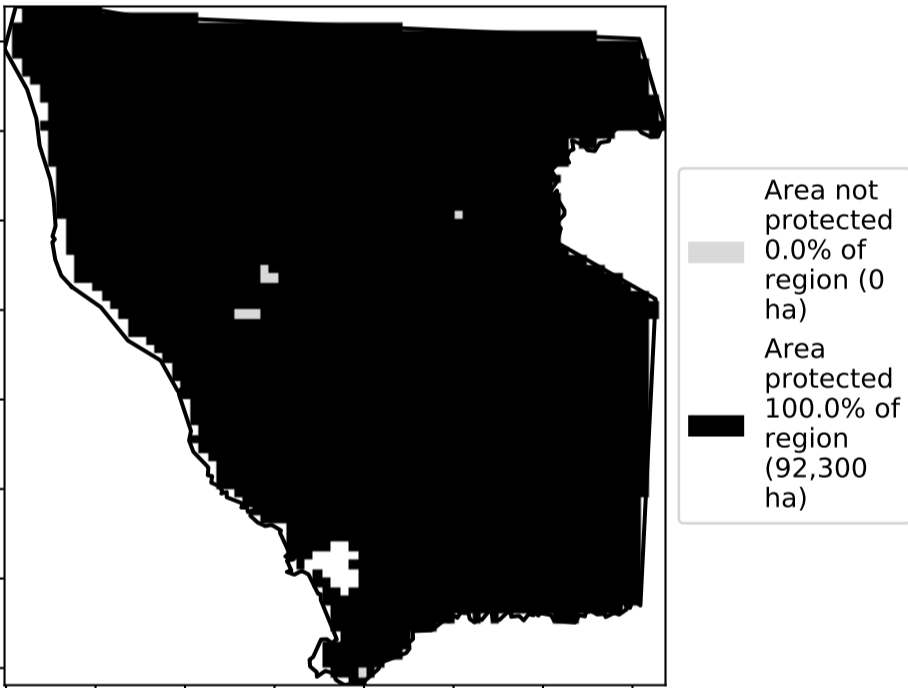 Area not
protected
0.0% of
region (0
ha)
Area
protected
100.0% of
region
(92,300
ha)